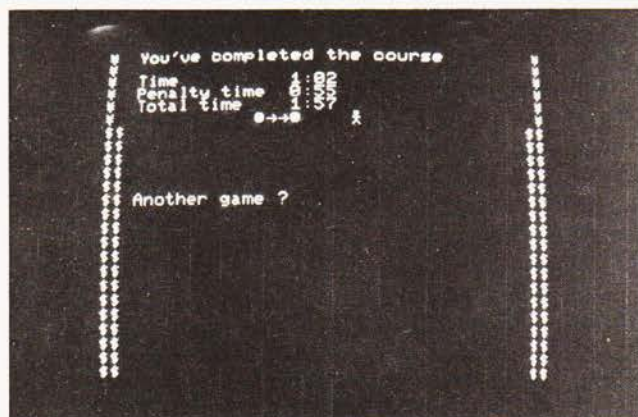 You've completed the course
Time 1:02
Penalty time 0:55
Total time 1:57
Another game ?